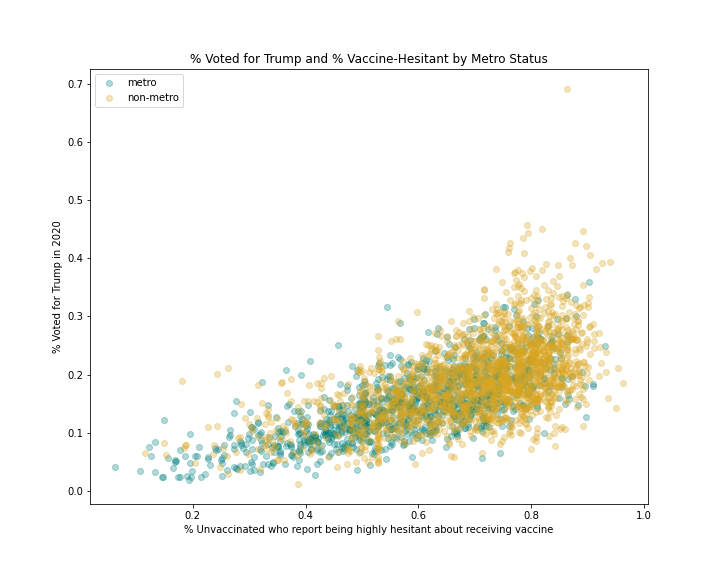 % Voted for Trump and % Vaccine-Hesitant by Metro Status
metro
non-metro
0.7
0.6
0.5
0.4
0.3
0.2
0.1
0.0
% Voted for Trump in 2020
0.2
0.4
0.6
0.8
1.0
% Unvaccinated who report being highly hesitant about receiving vaccine